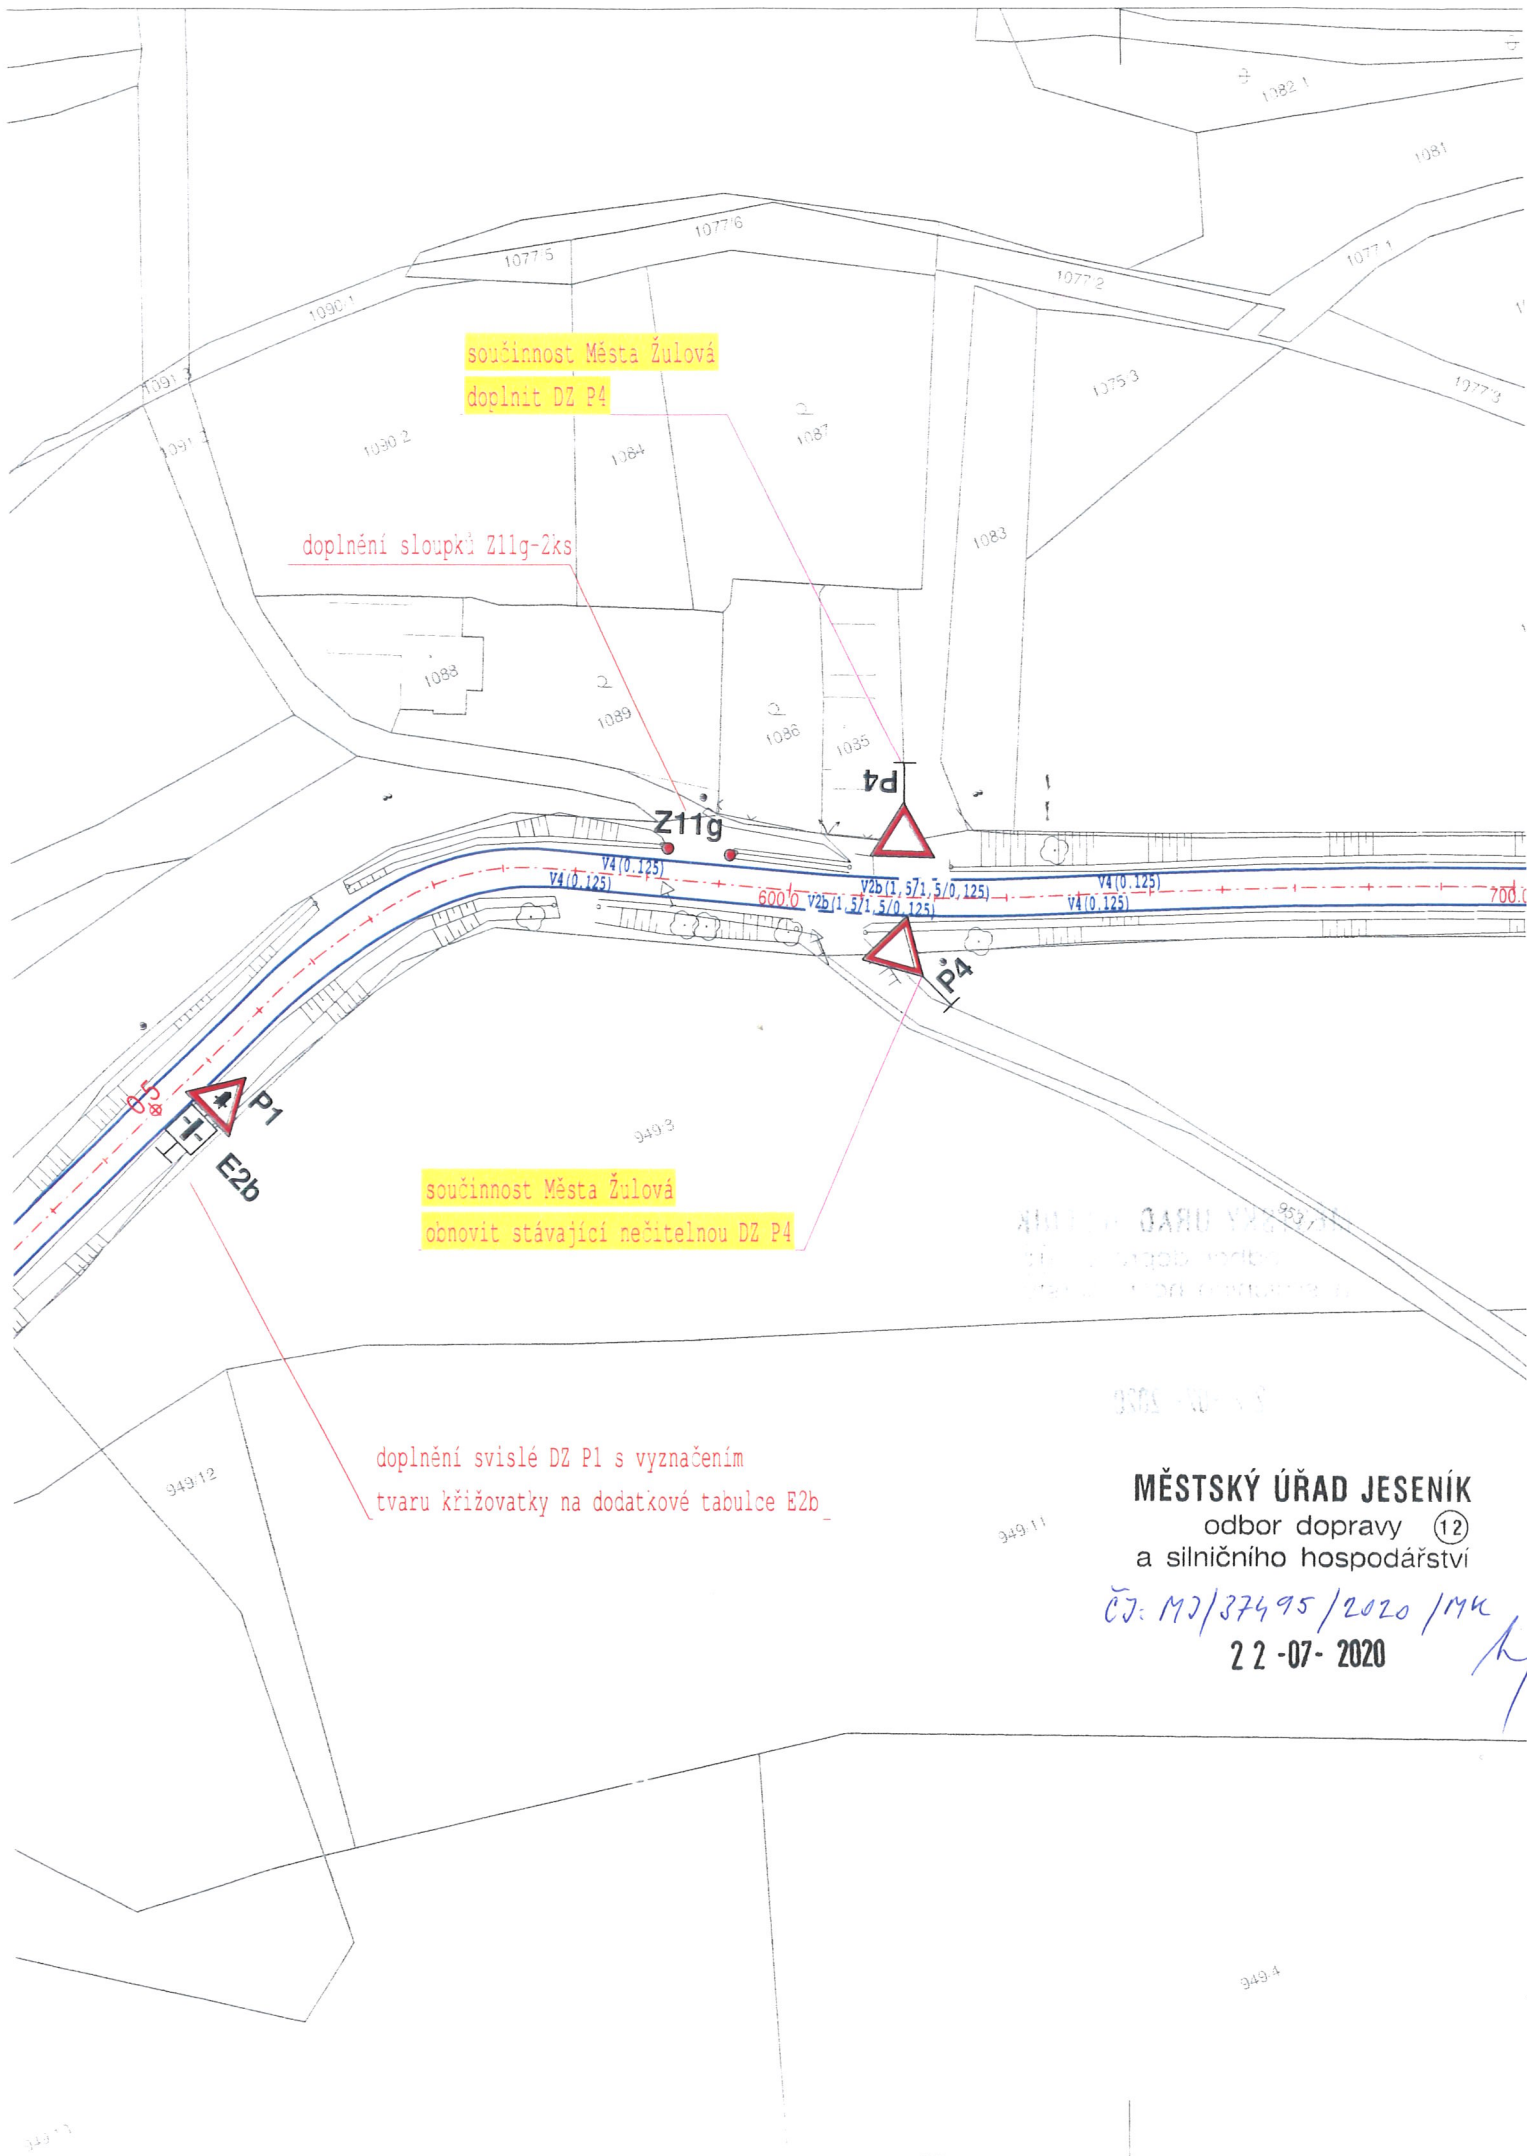 1082/1
1081
1077/6
1077/5
1077/1
1077/2
1090/1
součinnost Města Žulová
doplnit DZ P4
1091/3
1075/3
1077/3
1087
1090/2
1084
doplnění sloupků Z11g-2ks
1083
1088
1089
1086
1085
P4
Z11g
V4(0.125)
V4(0.125)
V2b(1,5/1,5/0,125)
V4(0.125)
600.0
V2b(1,5/1,5/0,125)
V4(0.125)
P4
0.5
P1
E2b
949/3
součinnost Města Žulová
obnovit stávající nečitelnou DZ P4
doplnění svislé DZ P1 s vyznačením
tvaru křižovatky na dodatkové tabulce E2b
949/12
949/11
MĚSTSKÝ ÚŘAD JESENÍK
odbor dopravy 12
a silničního hospodářství
ČJ: MJ/37495/2020/MK
22-07-2020
949/4